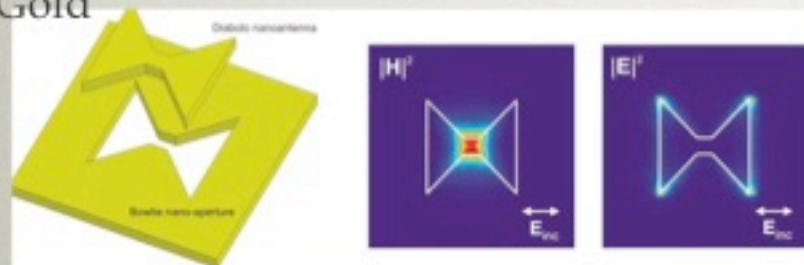 Gold
Diabolo nanoantenna
Bowtie nano-aperture
|H|²
E_inc
|E|²
E_inc